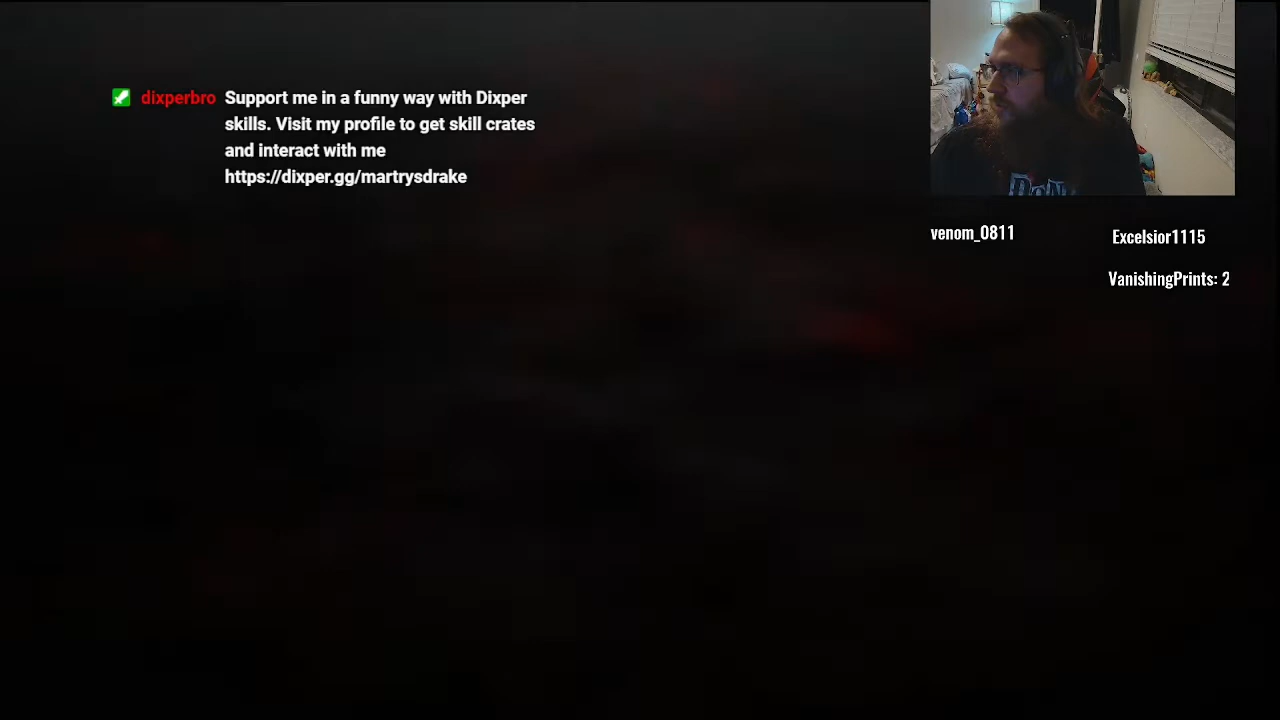 dixperbro Support me in a funny way with Dixper
skills. Visit my profile to get skill crates
and interact with me
https://dixper.gg/martrysdrake
venom_0811
Excelsior1115
VanishingPrints: 2